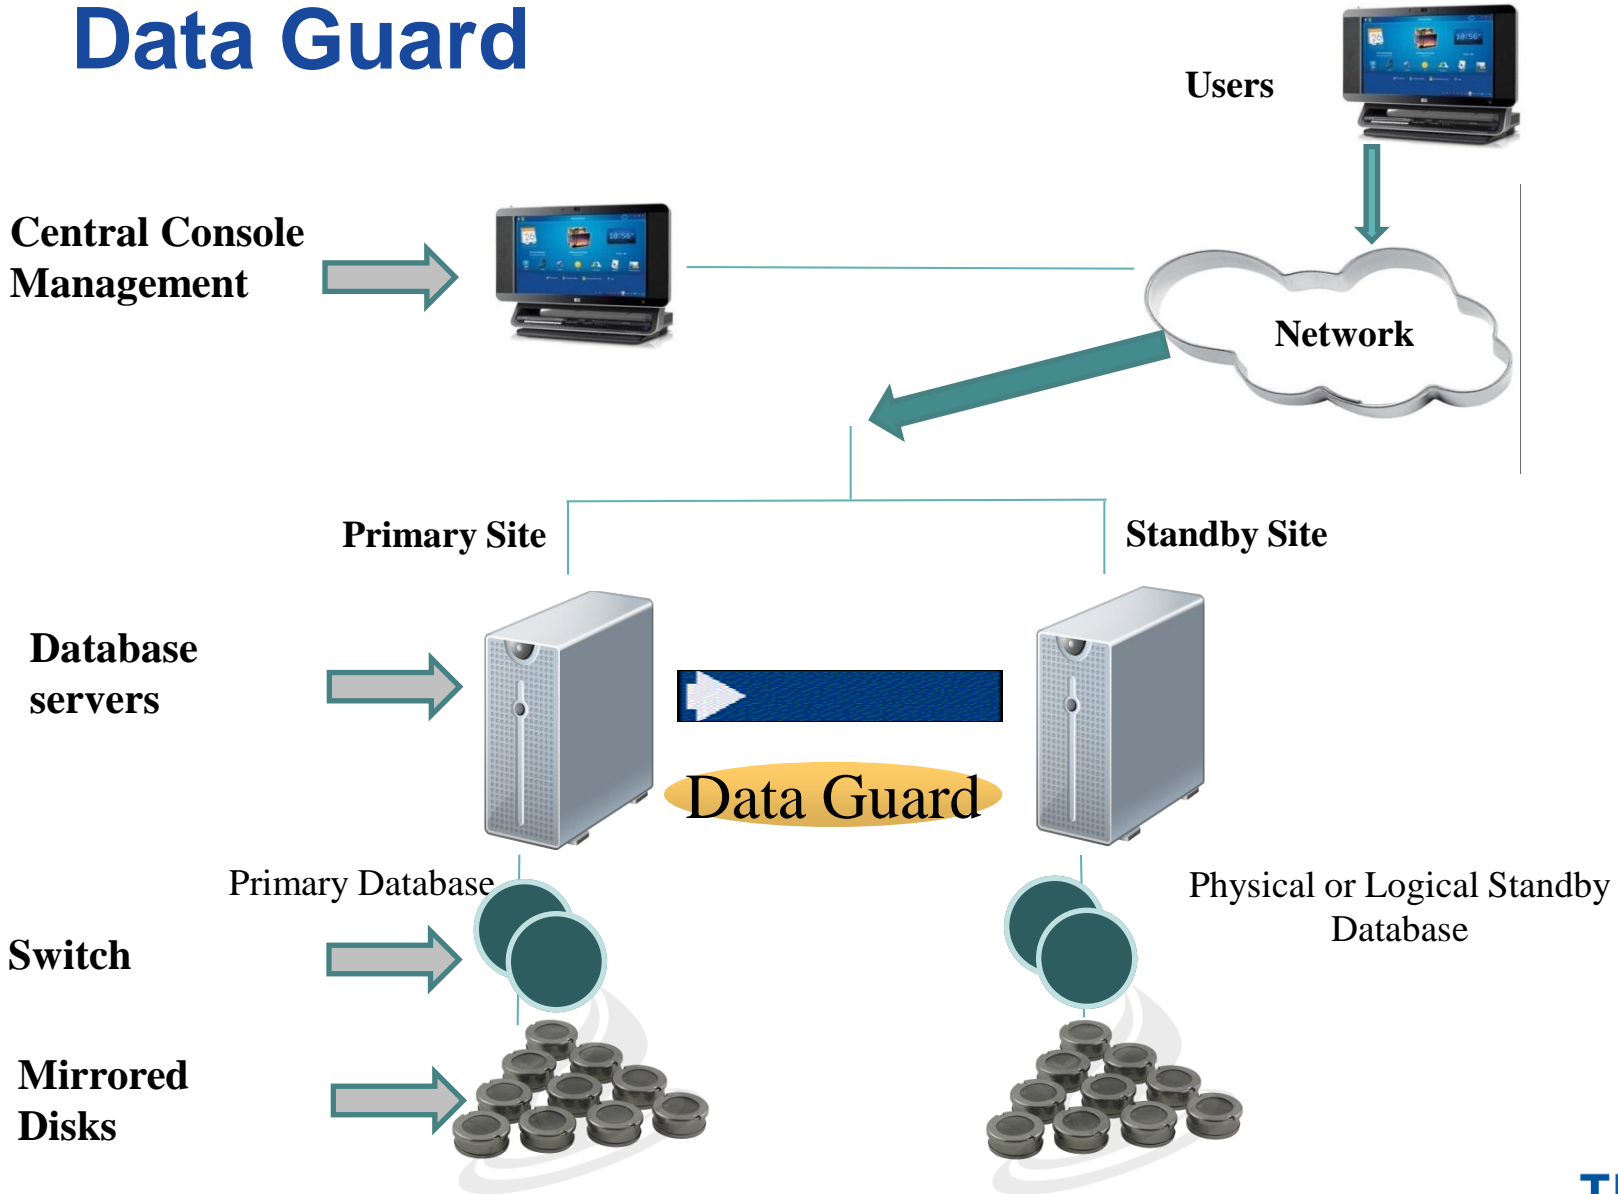 Data Guard
Users
Central Console
Management
Network
Primary Site
Standby Site
Database
servers
Data Guard
Primary Database
Physical or Logical Standby
Database
Switch
Mirrored
Disks